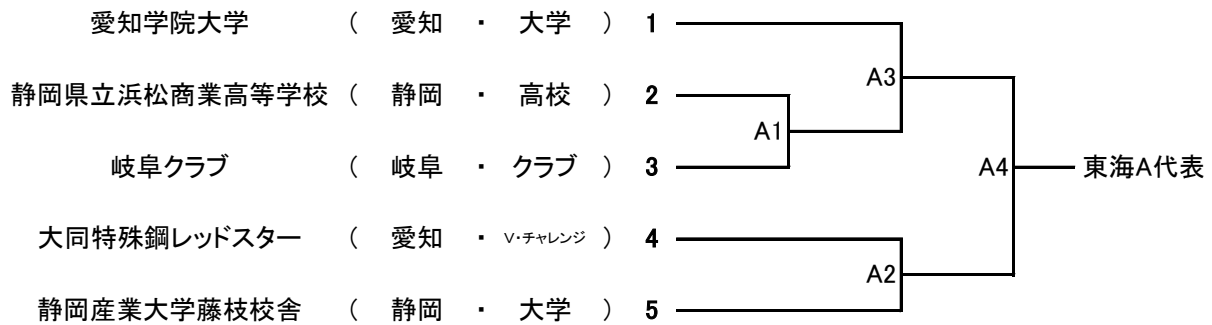 愛知学院大学 （ 愛知 ・ 大学 ） 1
A3
静岡県立浜松商業高等学校 （ 静岡 ・ 高校 ） 2
A1
岐阜クラブ （ 岐阜 ・ クラブ ） 3
A4 東海A代表
大同特殊鋼レッドスター （ 愛知 ・ V・チャレンジ ） 4
A2
静岡産業大学藤枝校舎 （ 静岡 ・ 大学 ） 5